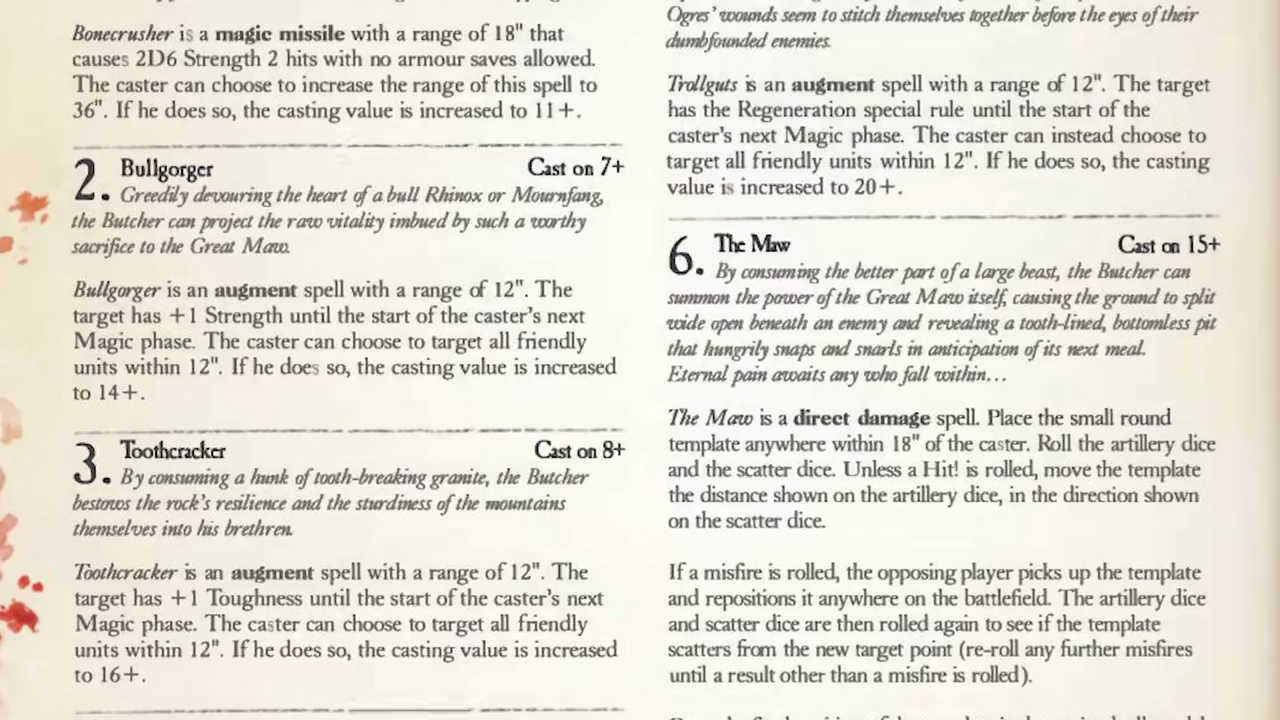 Bonecrusher is a magic missile with a range of 18" that
causes 2D6 Strength 2 hits with no armour saves allowed.
The caster can choose to increase the range of this spell to
36". If he does so, the casting value is increased to 11+.
2. Bullgorger Cast on 7+
Greedily devouring the heart of a bull Rhinox or Mournfang,
the Butcher can project the raw vitality imbued by such a worthy
sacrifice to the Great Maw.
Bullgorger is an augment spell with a range of 12". The
target has +1 Strength until the start of the caster's next
Magic phase. The caster can choose to target all friendly
units within 12". If he does so, the casting value is increased
to 14+.
3. Toothcracker Cast on 8+
By consuming a hunk of tooth-breaking granite, the Butcher
bestows the rock's resilience and the sturdiness of the mountains
themselves into his brethren.
Toothcracker is an augment spell with a range of 12". The
target has +1 Toughness until the start of the caster's next
Magic phase. The caster can choose to target all friendly
units within 12". If he does so, the casting value is increased
to 16+.
Ogres' wounds seem to stitch themselves together before the eyes of their
dumbfounded enemies.
Trollguts is an augment spell with a range of 12". The target
has the Regeneration special rule until the start of the
caster's next Magic phase. The caster can instead choose to
target all friendly units within 12". If he does so, the casting
value is increased to 20+.
6. The Maw Cast on 15+
By consuming the better part of a large beast, the Butcher can
summon the power of the Great Maw itself, causing the ground to split
wide open beneath an enemy and revealing a tooth-lined, bottomless pit
that hungrily snaps and snarls in anticipation of its next meal.
Eternal pain awaits any who fall within...
The Maw is a direct damage spell. Place the small round
template anywhere within 18" of the caster. Roll the artillery dice
and the scatter dice. Unless a Hit! is rolled, move the template
the distance shown on the artillery dice, in the direction shown
on the scatter dice.
If a misfire is rolled, the opposing player picks up the template
and repositions it anywhere on the battlefield. The artillery dice
and scatter dice are then rolled again to see if the template
scatters from the new target point (re-roll any further misfires
until a result other than a misfire is rolled).